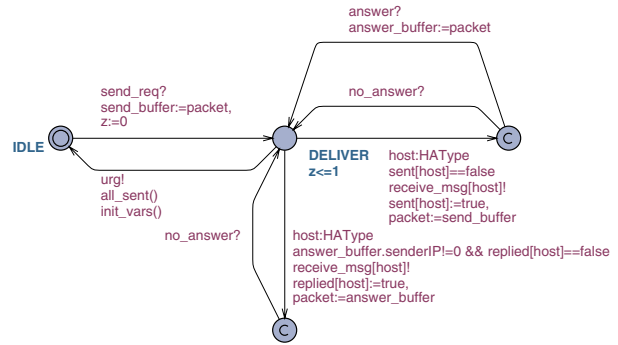 answer?
answer_buffer:=packet
send_req?
send_buffer:=packet,
z:=0
no_answer?
IDLE
C
DELIVER
z<=1
host:HAType
sent[host]==false
receive_msg[host]!
sent[host]:=true,
packet:=send_buffer
urg!
all_sent()
init_vars()
no_answer?
host:HAType
answer_buffer.senderIP!=0 && replied[host]==false
receive_msg[host]!
replied[host]:=true,
packet:=answer_buffer
C